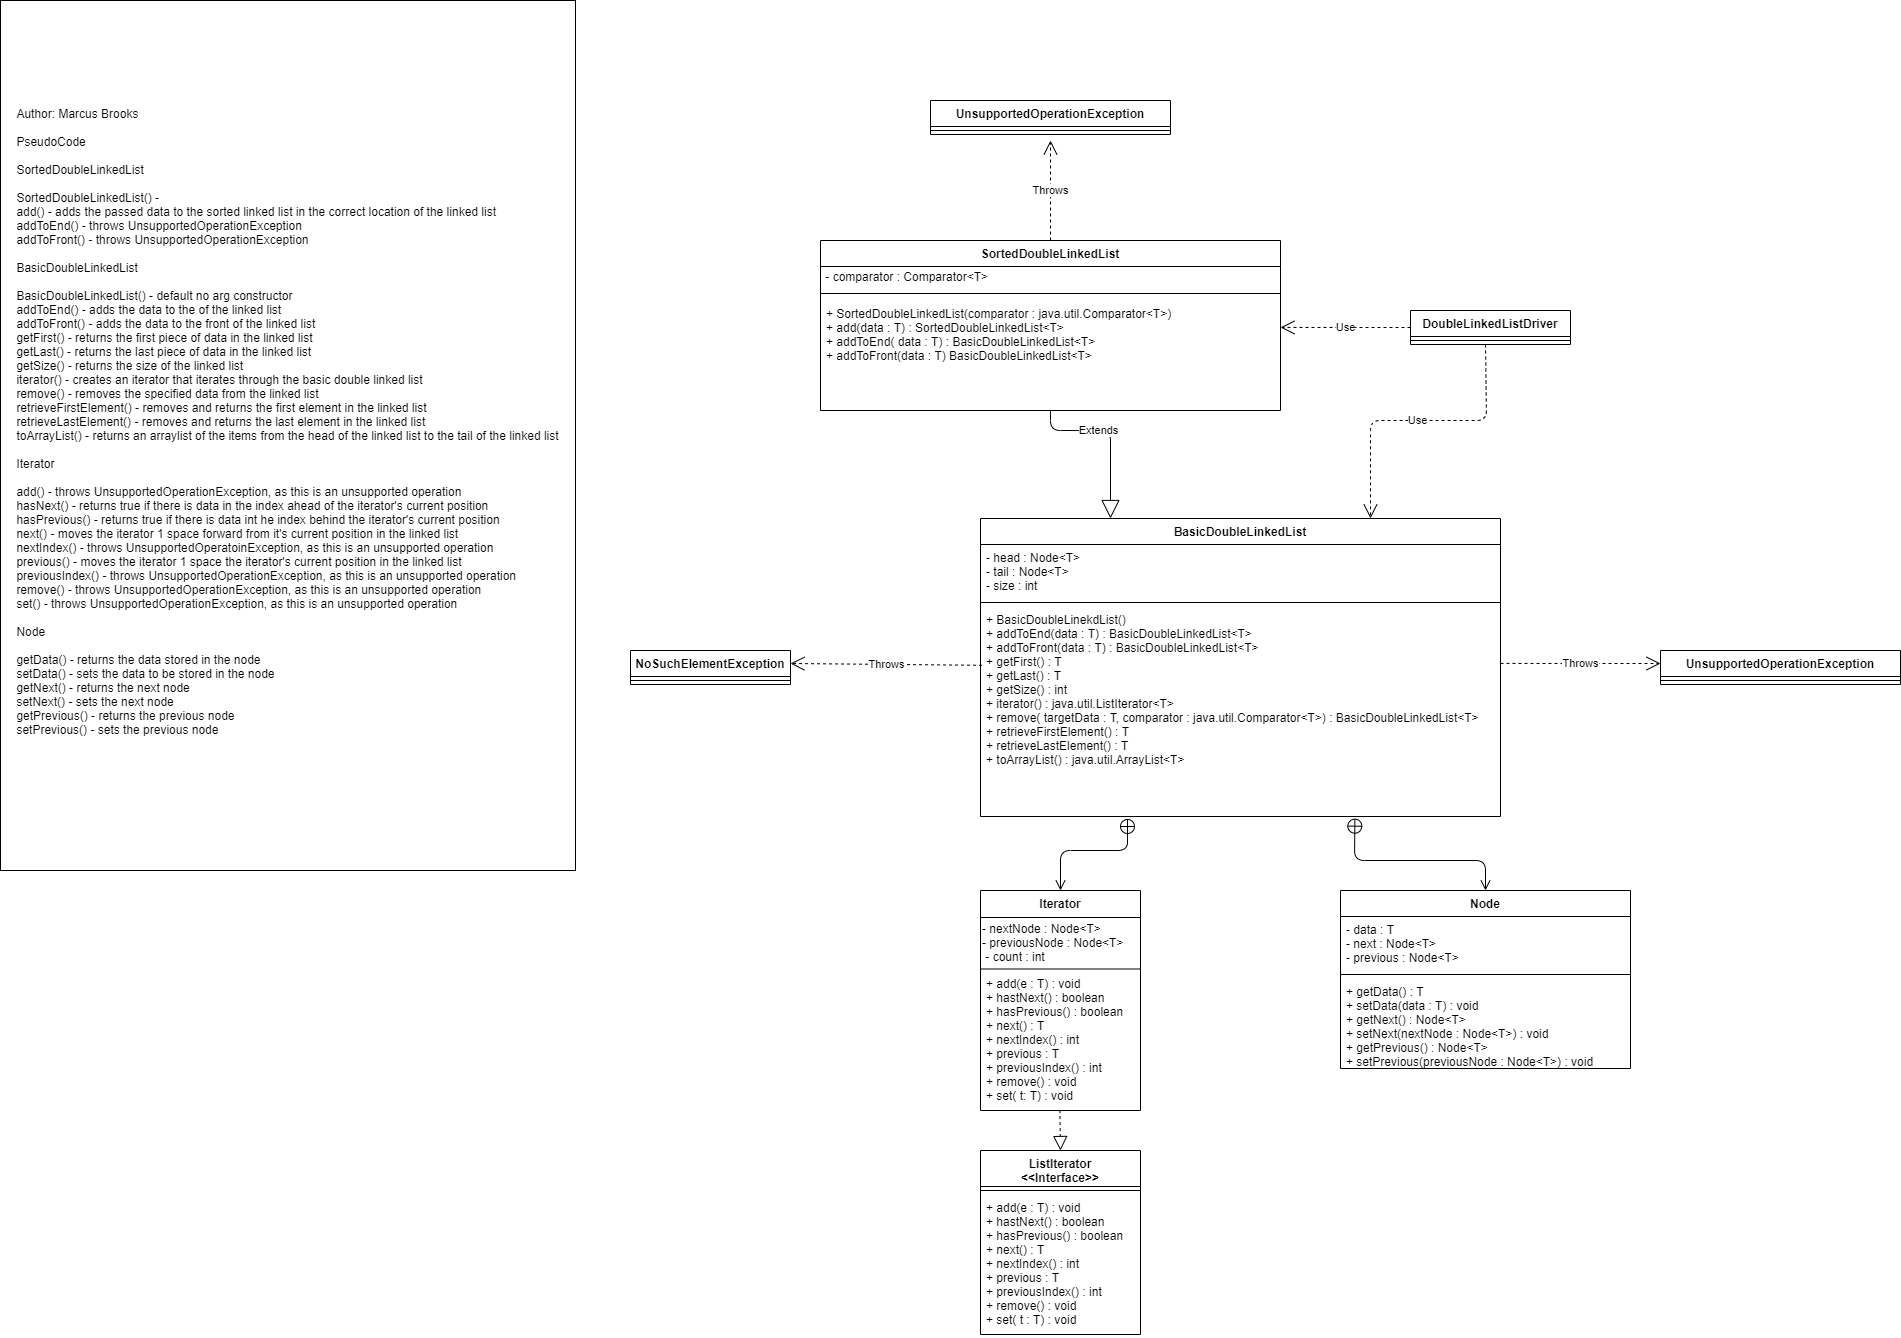 Author: Marcus Brooks
PseudoCode
SortedDoubleLinkedList
SortedDoubleLinkedList() -
add() - adds the passed data to the sorted linked list in the correct location of the linked list
addToEnd() - throws UnsupportedOperationException
addToFront() - throws UnsupportedOperationException
BasicDoubleLinkedList
BasicDoubleLinkedList() - default no arg constructor
addToEnd() - adds the data to the of the linked list
addToFront() - adds the data to the front of the linked list
getFirst() - returns the first piece of data in the linked list
getLast() - returns the last piece of data in the linked list
getSize() - returns the size of the linked list
iterator() - creates an iterator that iterates through the basic double linked list
remove() - removes the specified data from the linked list
retrieveFirstElement() - removes and returns the first element in the linked list
retrieveLastElement() - removes and returns the last element in the linked list
toArrayList() - returns an arraylist of the items from the head of the linked list to the tail of the linked list
Iterator
add() - throws UnsupportedOperationException, as this is an unsupported operation
hasNext() - returns true if there is data in the index ahead of the iterator's current position
hasPrevious() - returns true if there is data int he index behind the iterator's current position
next() - moves the iterator 1 space forward from it's current position in the linked list
nextIndex() - throws UnsupportedOperatoinException, as this is an unsupported operation
previous() - moves the iterator 1 space the iterator's current position in the linked list
previousIndex() - throws UnsupportedOperationException, as this is an unsupported operation
remove() - throws UnsupportedOperationException, as this is an unsupported operation
set() - throws UnsupportedOperationException, as this is an unsupported operation
Node
getData() - returns the data stored in the node
setData() - sets the data to be stored in the node
getNext() - returns the next node
setNext() - sets the next node
getPrevious() - returns the previous node
setPrevious() - sets the previous node
UnsupportedOperationException
Throws
SortedDoubleLinkedList
- comparator : Comparator<T>
+ SortedDoubleLinkedList(comparator : java.util.Comparator<T>)
+ add(data : T) : SortedDoubleLinkedList<T>
+ addToEnd( data : T) : BasicDoubleLinkedList<T>
+ addToFront(data : T) BasicDoubleLinkedList<T>
Use
DoubleLinkedListDriver
Use
Extends
BasicDoubleLinkedList
- head : Node<T>
- tail : Node<T>
- size : int
+ BasicDoubleLinekdList()
+ addToEnd(data : T) : BasicDoubleLinkedList<T>
+ addToFront(data : T) : BasicDoubleLinkedList<T>
+ getFirst() : T
+ getLast() : T
+ getSize() : int
+ iterator() : java.util.ListIterator<T>
+ remove( targetData : T, comparator : java.util.Comparator<T>) : BasicDoubleLinkedList<T>
+ retrieveFirstElement() : T
+ retrieveLastElement() : T
+ toArrayList() : java.util.ArrayList<T>
NoSuchElementException
Throws
Throws
UnsupportedOperationException
Iterator
- nextNode : Node<T>
- previousNode : Node<T>
- count : int
+ add(e : T) : void
+ hastNext() : boolean
+ hasPrevious() : boolean
+ next() : T
+ nextIndex() : int
+ previous : T
+ previousIndex() : int
+ remove() : void
+ set( t: T) : void
Node
- data : T
- next : Node<T>
- previous : Node<T>
+ getData() : T
+ setData(data : T) : void
+ getNext() : Node<T>
+ setNext(nextNode : Node<T>) : void
+ getPrevious() : Node<T>
+ setPrevious(previousNode : Node<T>) : void
ListIterator
<<Interface>>
+ add(e : T) : void
+ hastNext() : boolean
+ hasPrevious() : boolean
+ next() : T
+ nextIndex() : int
+ previous : T
+ previousIndex() : int
+ remove() : void
+ set( t : T) : void